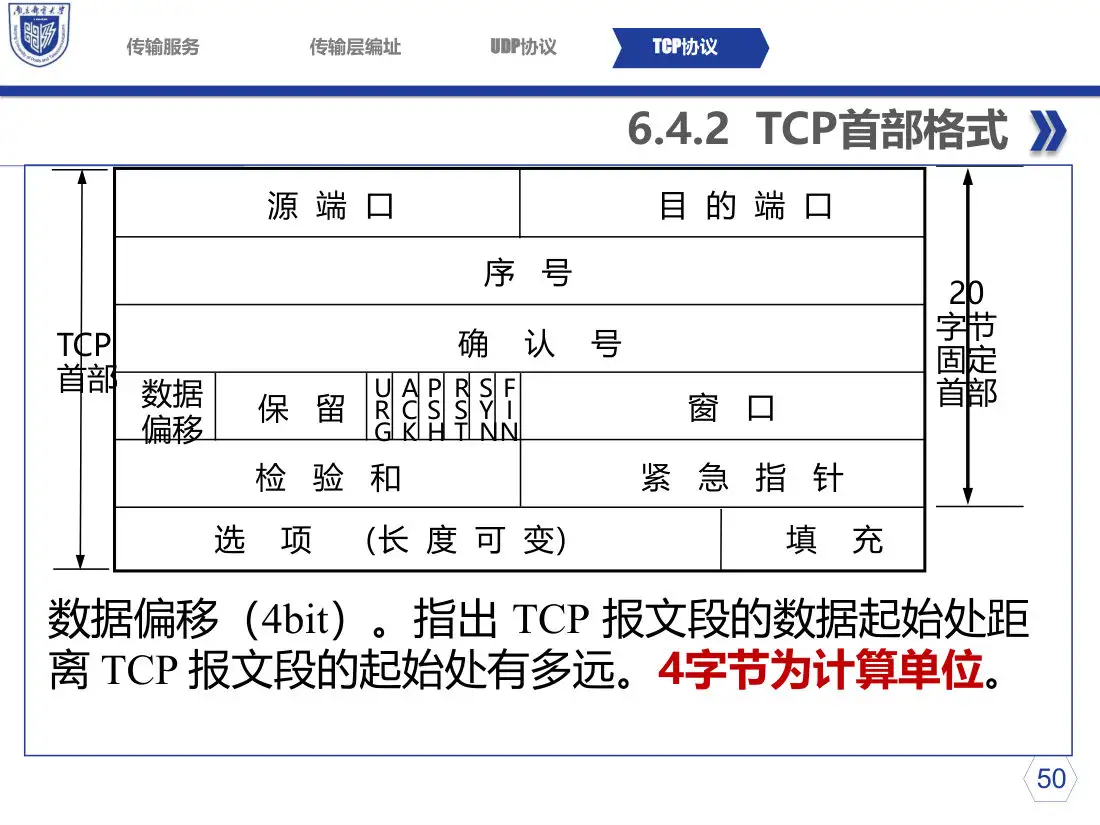 南京邮电大学
传输服务
传输层编址
UDP协议
TCP协议
6.4.2 TCP首部格式
源端口
目的端口
序号
确认号
TCP
首部
20
字节
固定
首部
数据
偏移
保留
URG
ACK
PSH
RST
SYN
FIN
窗口
检验和
紧急指针
选项 (长度可变)
填充
数据偏移（4bit）。指出 TCP 报文段的数据起始处距
离 TCP 报文段的起始处有多远。4字节为计算单位。
50